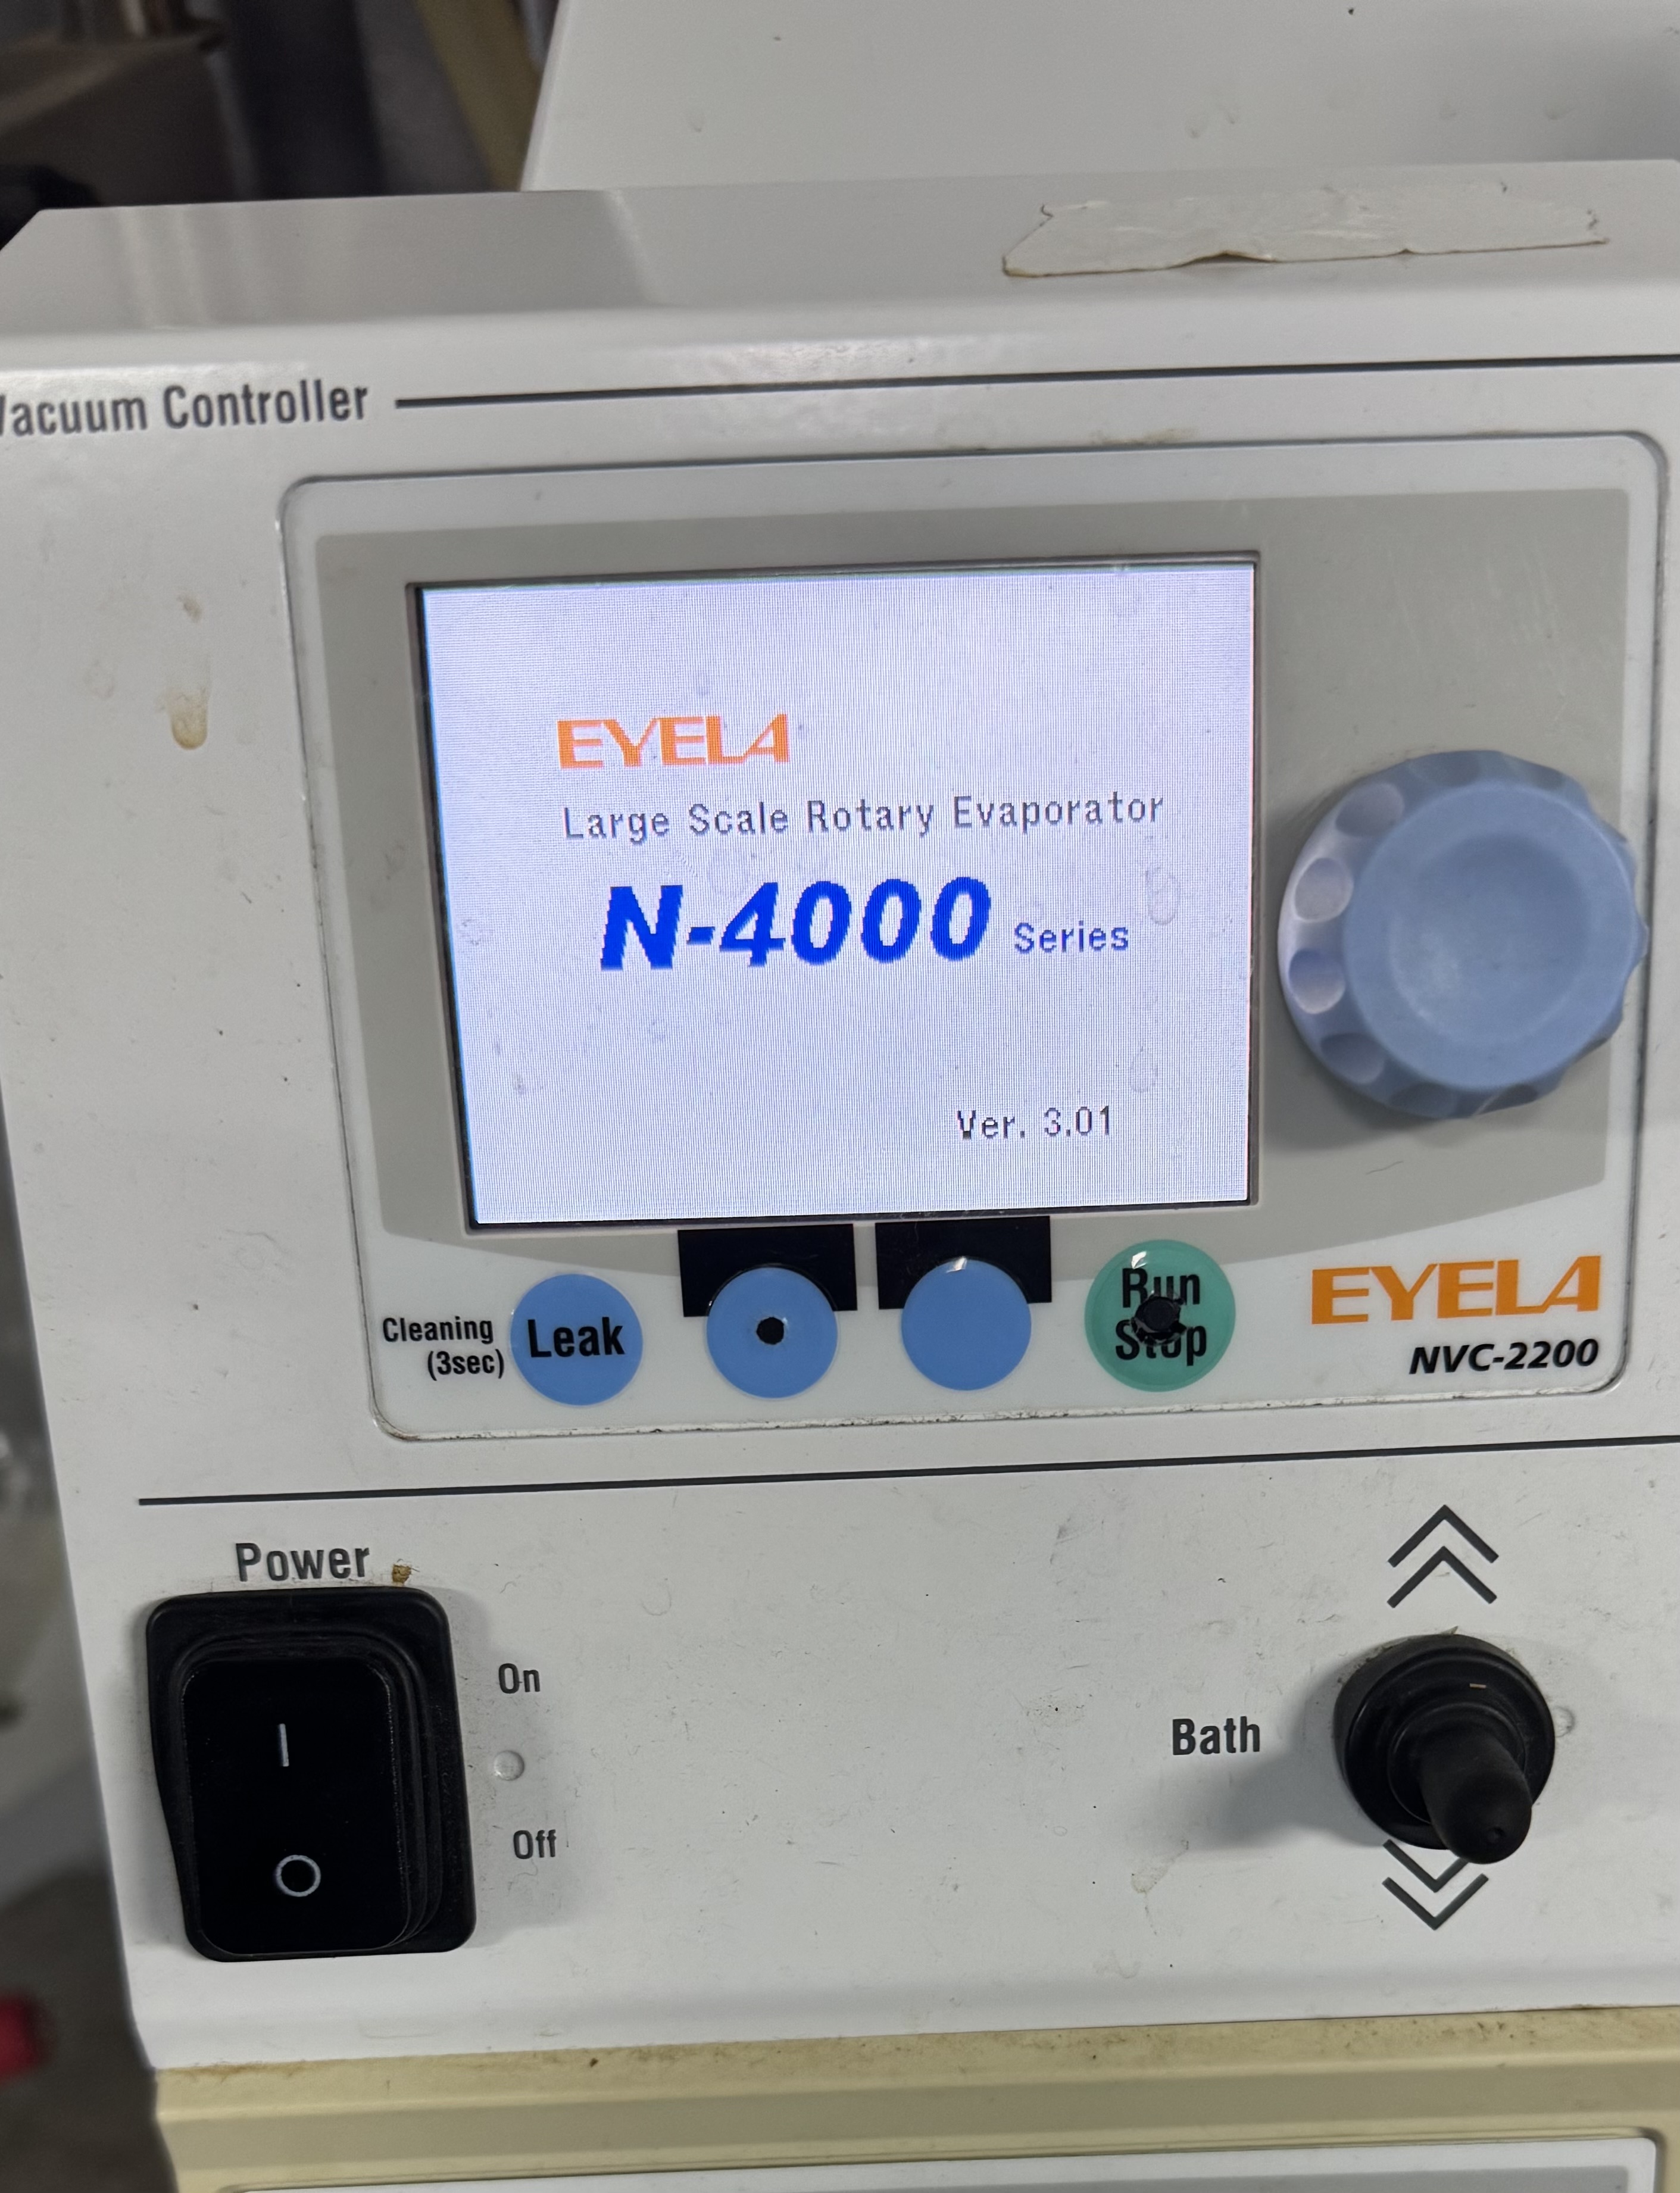 Vacuum Controller
EYELA
Large Scale Rotary Evaporator
N-4000 Series
Ver. 3.01
Cleaning
(3sec)
Leak
Run
Stop
EYELA
NVC-2200
Power
On
Off
Bath